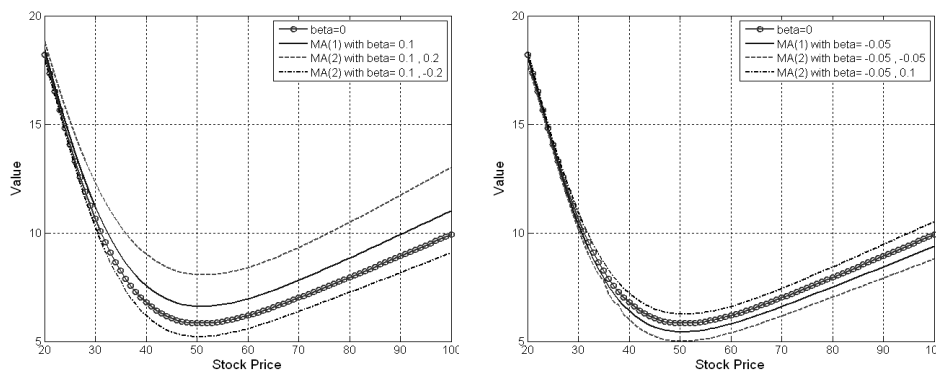 20
15
10
5
Value
20
30
40
50
60
70
80
90
100
Stock Price
beta=0
MA(1) with beta= 0.1
MA(2) with beta= 0.1 , 0.2
MA(2) with beta= 0.1 , -0.2
20
15
10
5
Value
20
30
40
50
60
70
80
90
100
Stock Price
beta=0
MA(1) with beta= -0.05
MA(2) with beta= -0.05 , -0.05
MA(2) with beta= -0.05 , 0.1